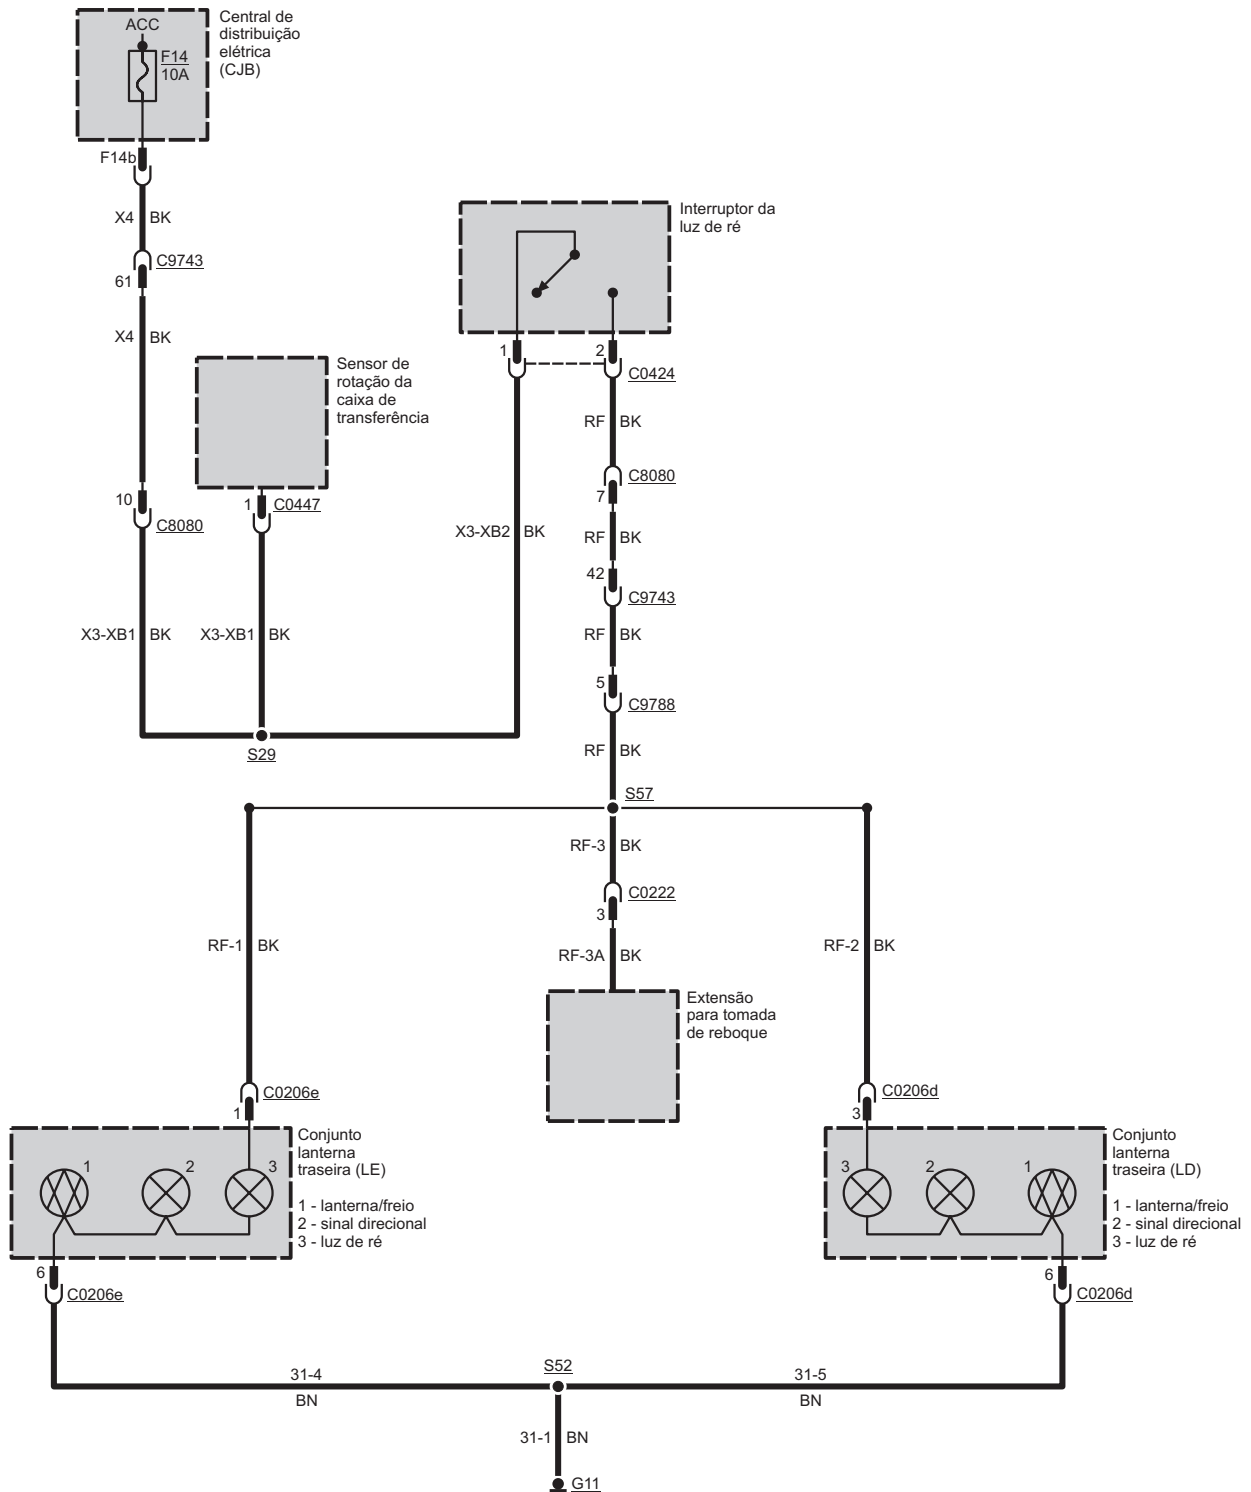 ACC
F14
10A
Central de
distribuição
elétrica
(CJB)
F14b
X4 BK
C9743
61
X4 BK
Interruptor da
luz de ré
1
2
C0424
Sensor de
rotação da
caixa de
transferência
RF BK
10
C8080
1
C0447
C8080
7
X3-XB2 BK
RF BK
42
C9743
X3-XB1 BK
X3-XB1 BK
RF BK
5
C9788
S29
RF BK
S57
RF-3 BK
C0222
3
RF-1 BK
RF-3A BK
RF-2 BK
Extensão
para tomada
de reboque
C0206e
1
C0206d
3
Conjunto
lanterna
traseira (LE)
1 - lanterna/freio
2 - sinal direcional
3 - luz de ré
1
2
3
3
2
1
Conjunto
lanterna
traseira (LD)
1 - lanterna/freio
2 - sinal direcional
3 - luz de ré
6
C0206e
6
C0206d
31-4
BN
S52
31-5
BN
31-1 BN
G11